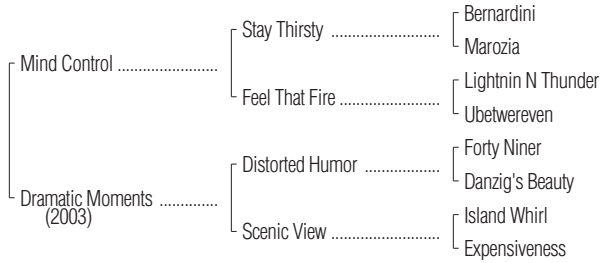 Bernardini
Stay Thirsty ......................
Marozia
Mind Control ....................
Lightnin N Thunder
Feel That Fire ....................
Ubetwereven
Forty Niner
Distorted Humor ...............
Danzig's Beauty
Dramatic Moments ............
(2003)
Island Whirl
Scenic View ......................
Expensiveness